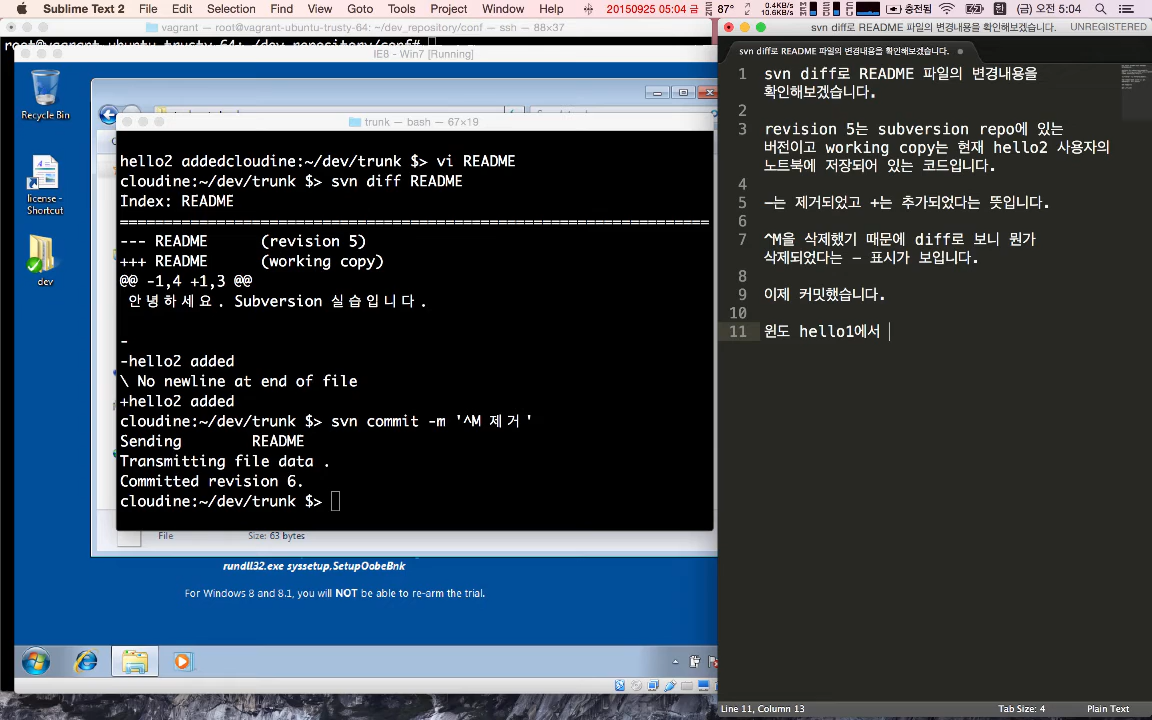 Sublime Text 2 File Edit Selection Find View Goto Tools Project Window Help
20150925 05:04 금 87° 0.4KB/s 10.6KB/s 충전됨 한 (금) 오후 5:04
vagrant — root@vagrant-ubuntu-trusty-64: ~/dev_repository/conf — ssh — 88×37
root@vagrant-ubuntu-trusty-64:~/dev_repository/conf#
IE8 - Win7 [Running]
Recycle Bin
license - Shortcut
dev
trunk — bash — 67×19
hello2 addedcloudine:~/dev/trunk $> vi README
cloudine:~/dev/trunk $> svn diff README
Index: README
===================================================================
--- README (revision 5)
+++ README (working copy)
@@ -1,4 +1,3 @@
안녕하세요. Subversion 실습입니다.
-
-hello2 added
\ No newline at end of file
+hello2 added
cloudine:~/dev/trunk $> svn commit -m '^M 제거'
Sending README
Transmitting file data .
Committed revision 6.
cloudine:~/dev/trunk $>
File Size: 63 bytes
rundll32.exe syssetup,SetupOobeBnk
For Windows 8 and 8.1, you will NOT be able to re-arm the trial.
svn diff로 README 파일의 변경내용을 확인해보겠습니다. UNREGISTERED
svn diff로 README 파일의 변경내용을 확인해보겠습니다.
1 svn diff로 README 파일의 변경내용을
확인해보겠습니다.
2
3 revision 5는 subversion repo에 있는
버전이고 working copy는 현재 hello2 사용자의
노트북에 저장되어 있는 코드입니다.
4
5 -는 제거되었고 +는 추가되었다는 뜻입니다.
6
7 ^M을 삭제했기 때문에 diff로 보니 뭔가
삭제되었다는 - 표시가 보입니다.
8
9 이제 커밋했습니다.
10
11 윈도 hello1에서
Line 11, Column 13 Tab Size: 4 Plain Text